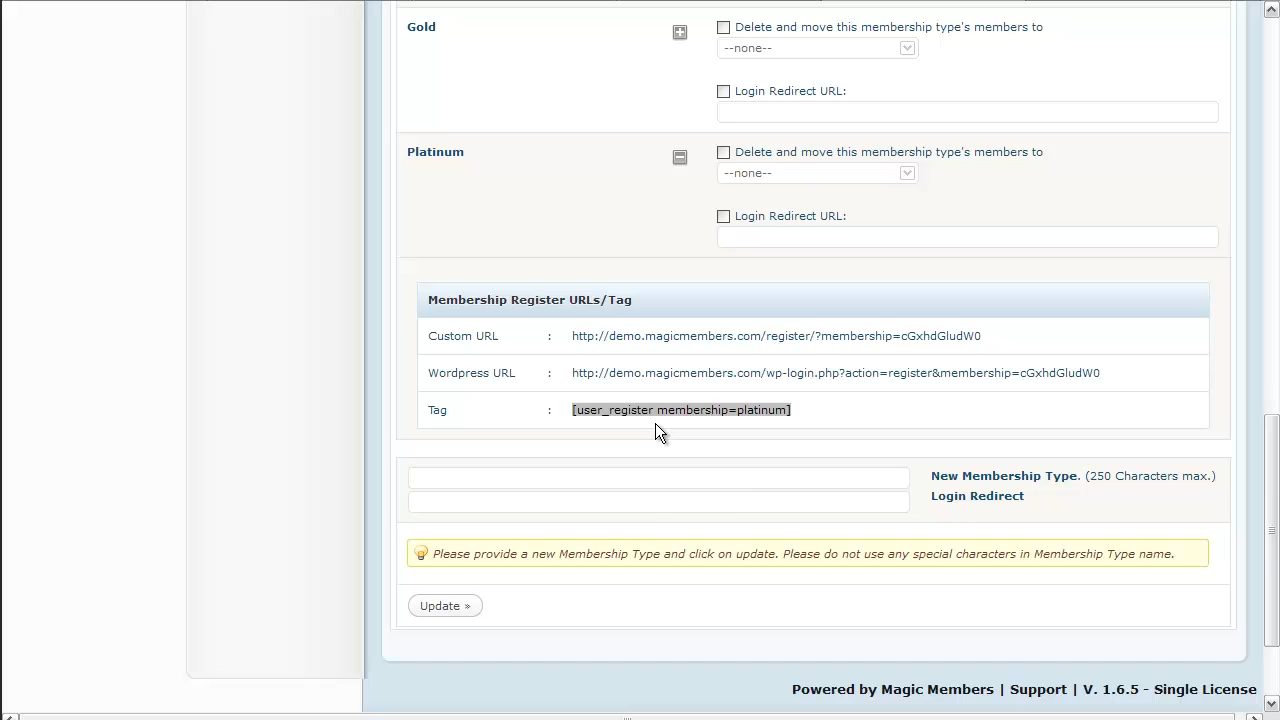 Gold
Delete and move this membership type's members to
--none--
Login Redirect URL:
Platinum
Delete and move this membership type's members to
--none--
Login Redirect URL:
Membership Register URLs/Tag
Custom URL : http://demo.magicmembers.com/register/?membership=cGxhdGludW0
Wordpress URL : http://demo.magicmembers.com/wp-login.php?action=register&membership=cGxhdGludW0
Tag : [user_register membership=platinum]
New Membership Type. (250 Characters max.)
Login Redirect
Please provide a new Membership Type and click on update. Please do not use any special characters in Membership Type name.
Update »
Powered by Magic Members | Support | V. 1.6.5 - Single License